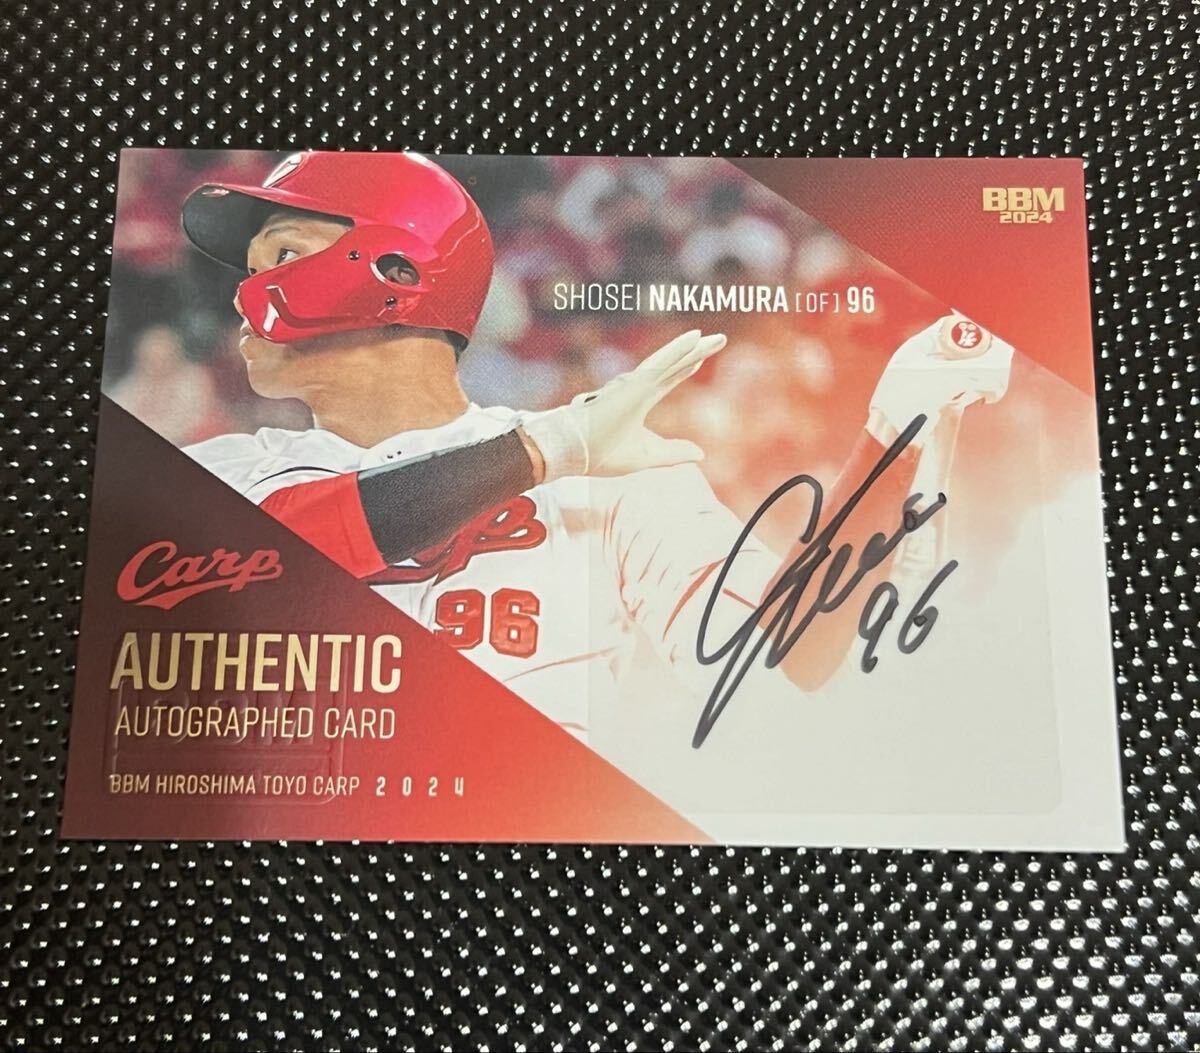 BBM
2024
SHOSEI NAKAMURA [OF] 96
96
96
Carp
AUTHENTIC
AUTOGRAPHED CARD
BBM HIROSHIMA TOYO CARP 2024